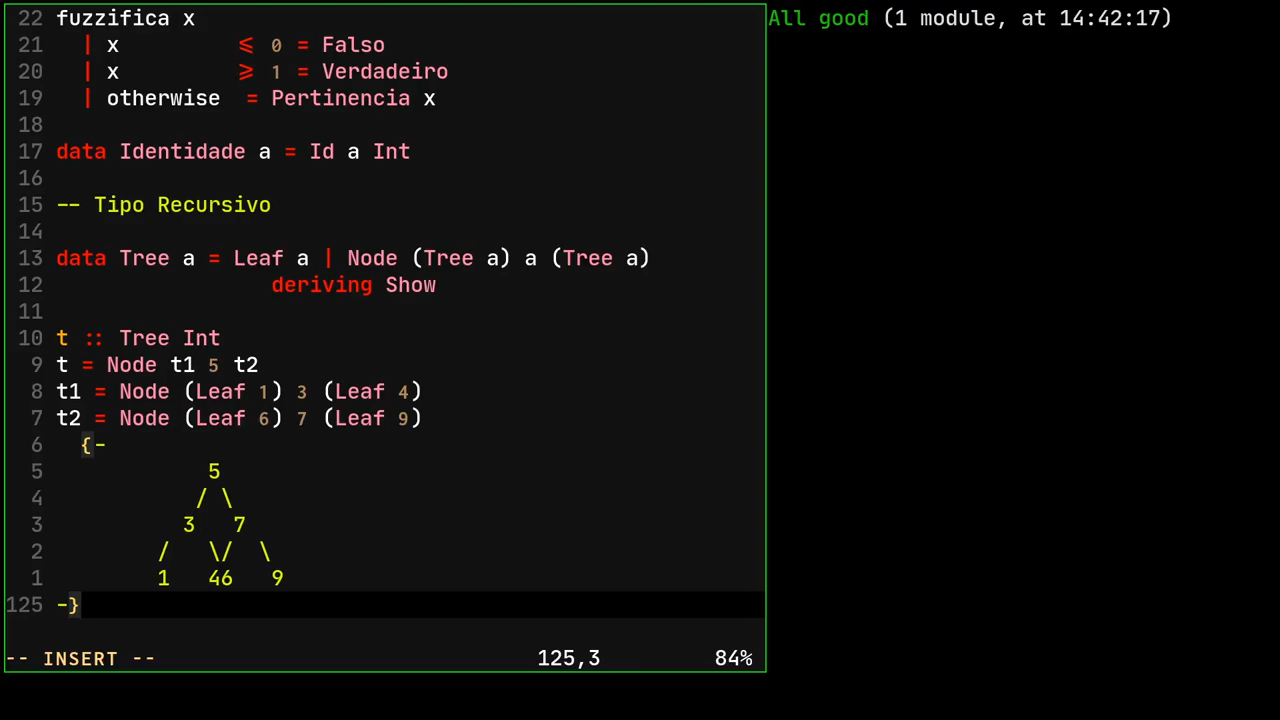 22 fuzzifica x
21   | x          ⩽ 0 = Falso
20   | x          ⩾ 1 = Verdadeiro
19   | otherwise  = Pertinencia x
18
17 data Identidade a = Id a Int
16
15 -- Tipo Recursivo
14
13 data Tree a = Leaf a | Node (Tree a) a (Tree a)
12                  deriving Show
11
10 t :: Tree Int
 9 t = Node t1 5 t2
 8 t1 = Node (Leaf 1) 3 (Leaf 4)
 7 t2 = Node (Leaf 6) 7 (Leaf 9)
 6   {-
 5             5
 4            / \
 3           3   7
 2         /   \/  \
 1         1   46   9
125 -}
-- INSERT --                               125,3         84%
All good (1 module, at 14:42:17)